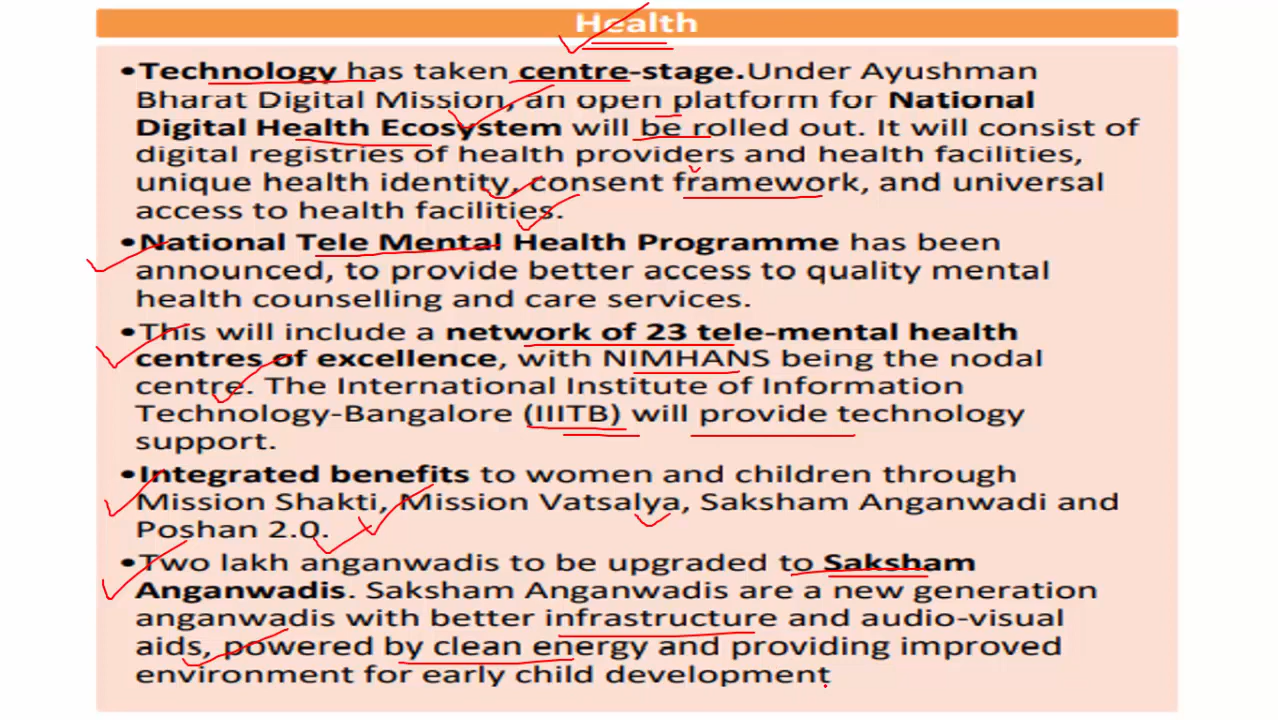 Health
•Technology has taken centre-stage.Under Ayushman
Bharat Digital Mission, an open platform for National
Digital Health Ecosystem will be rolled out. It will consist of
digital registries of health providers and health facilities,
unique health identity, consent framework, and universal
access to health facilities.
•National Tele Mental Health Programme has been
announced, to provide better access to quality mental
health counselling and care services.
•This will include a network of 23 tele-mental health
centres of excellence, with NIMHANS being the nodal
centre. The International Institute of Information
Technology-Bangalore (IIITB) will provide technology
support.
•Integrated benefits to women and children through
Mission Shakti, Mission Vatsalya, Saksham Anganwadi and
Poshan 2.0.
•Two lakh anganwadis to be upgraded to Saksham
Anganwadis. Saksham Anganwadis are a new generation
anganwadis with better infrastructure and audio-visual
aids, powered by clean energy and providing improved
environment for early child development